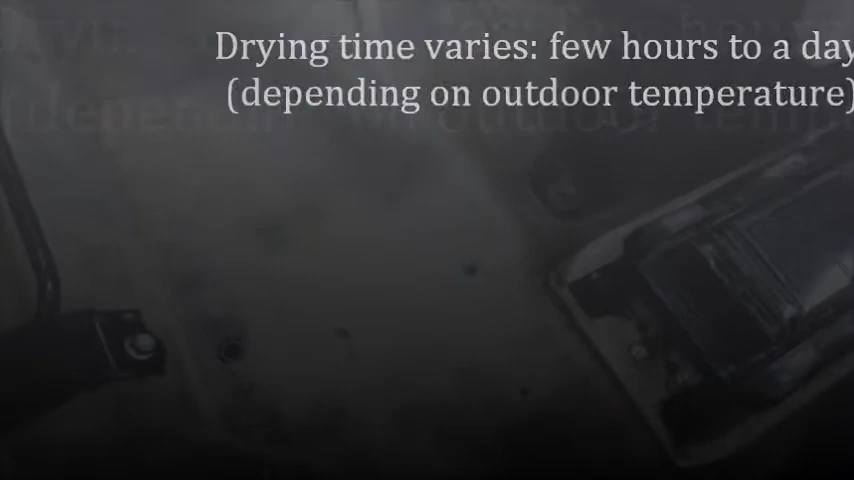 Drying time varies: few hours to a day
(depending on outdoor temperature)